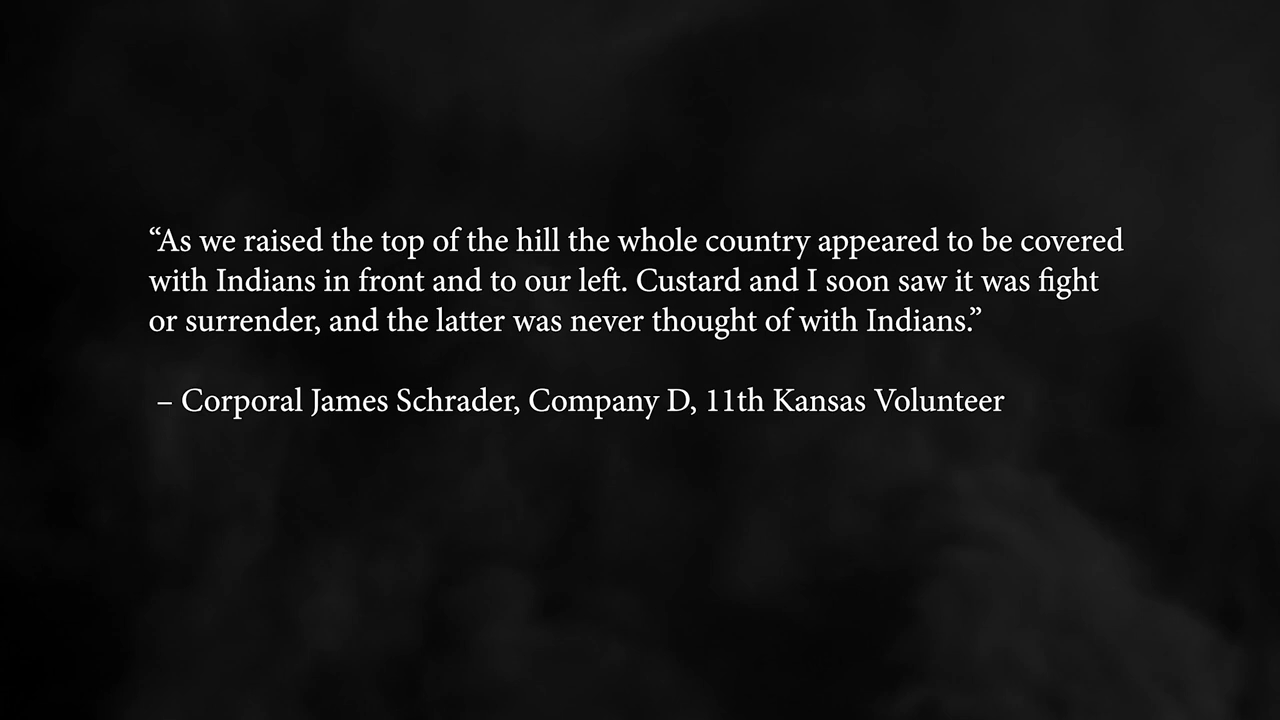 “As we raised the top of the hill the whole country appeared to be covered
with Indians in front and to our left. Custard and I soon saw it was fight
or surrender, and the latter was never thought of with Indians.”
– Corporal James Schrader, Company D, 11th Kansas Volunteer